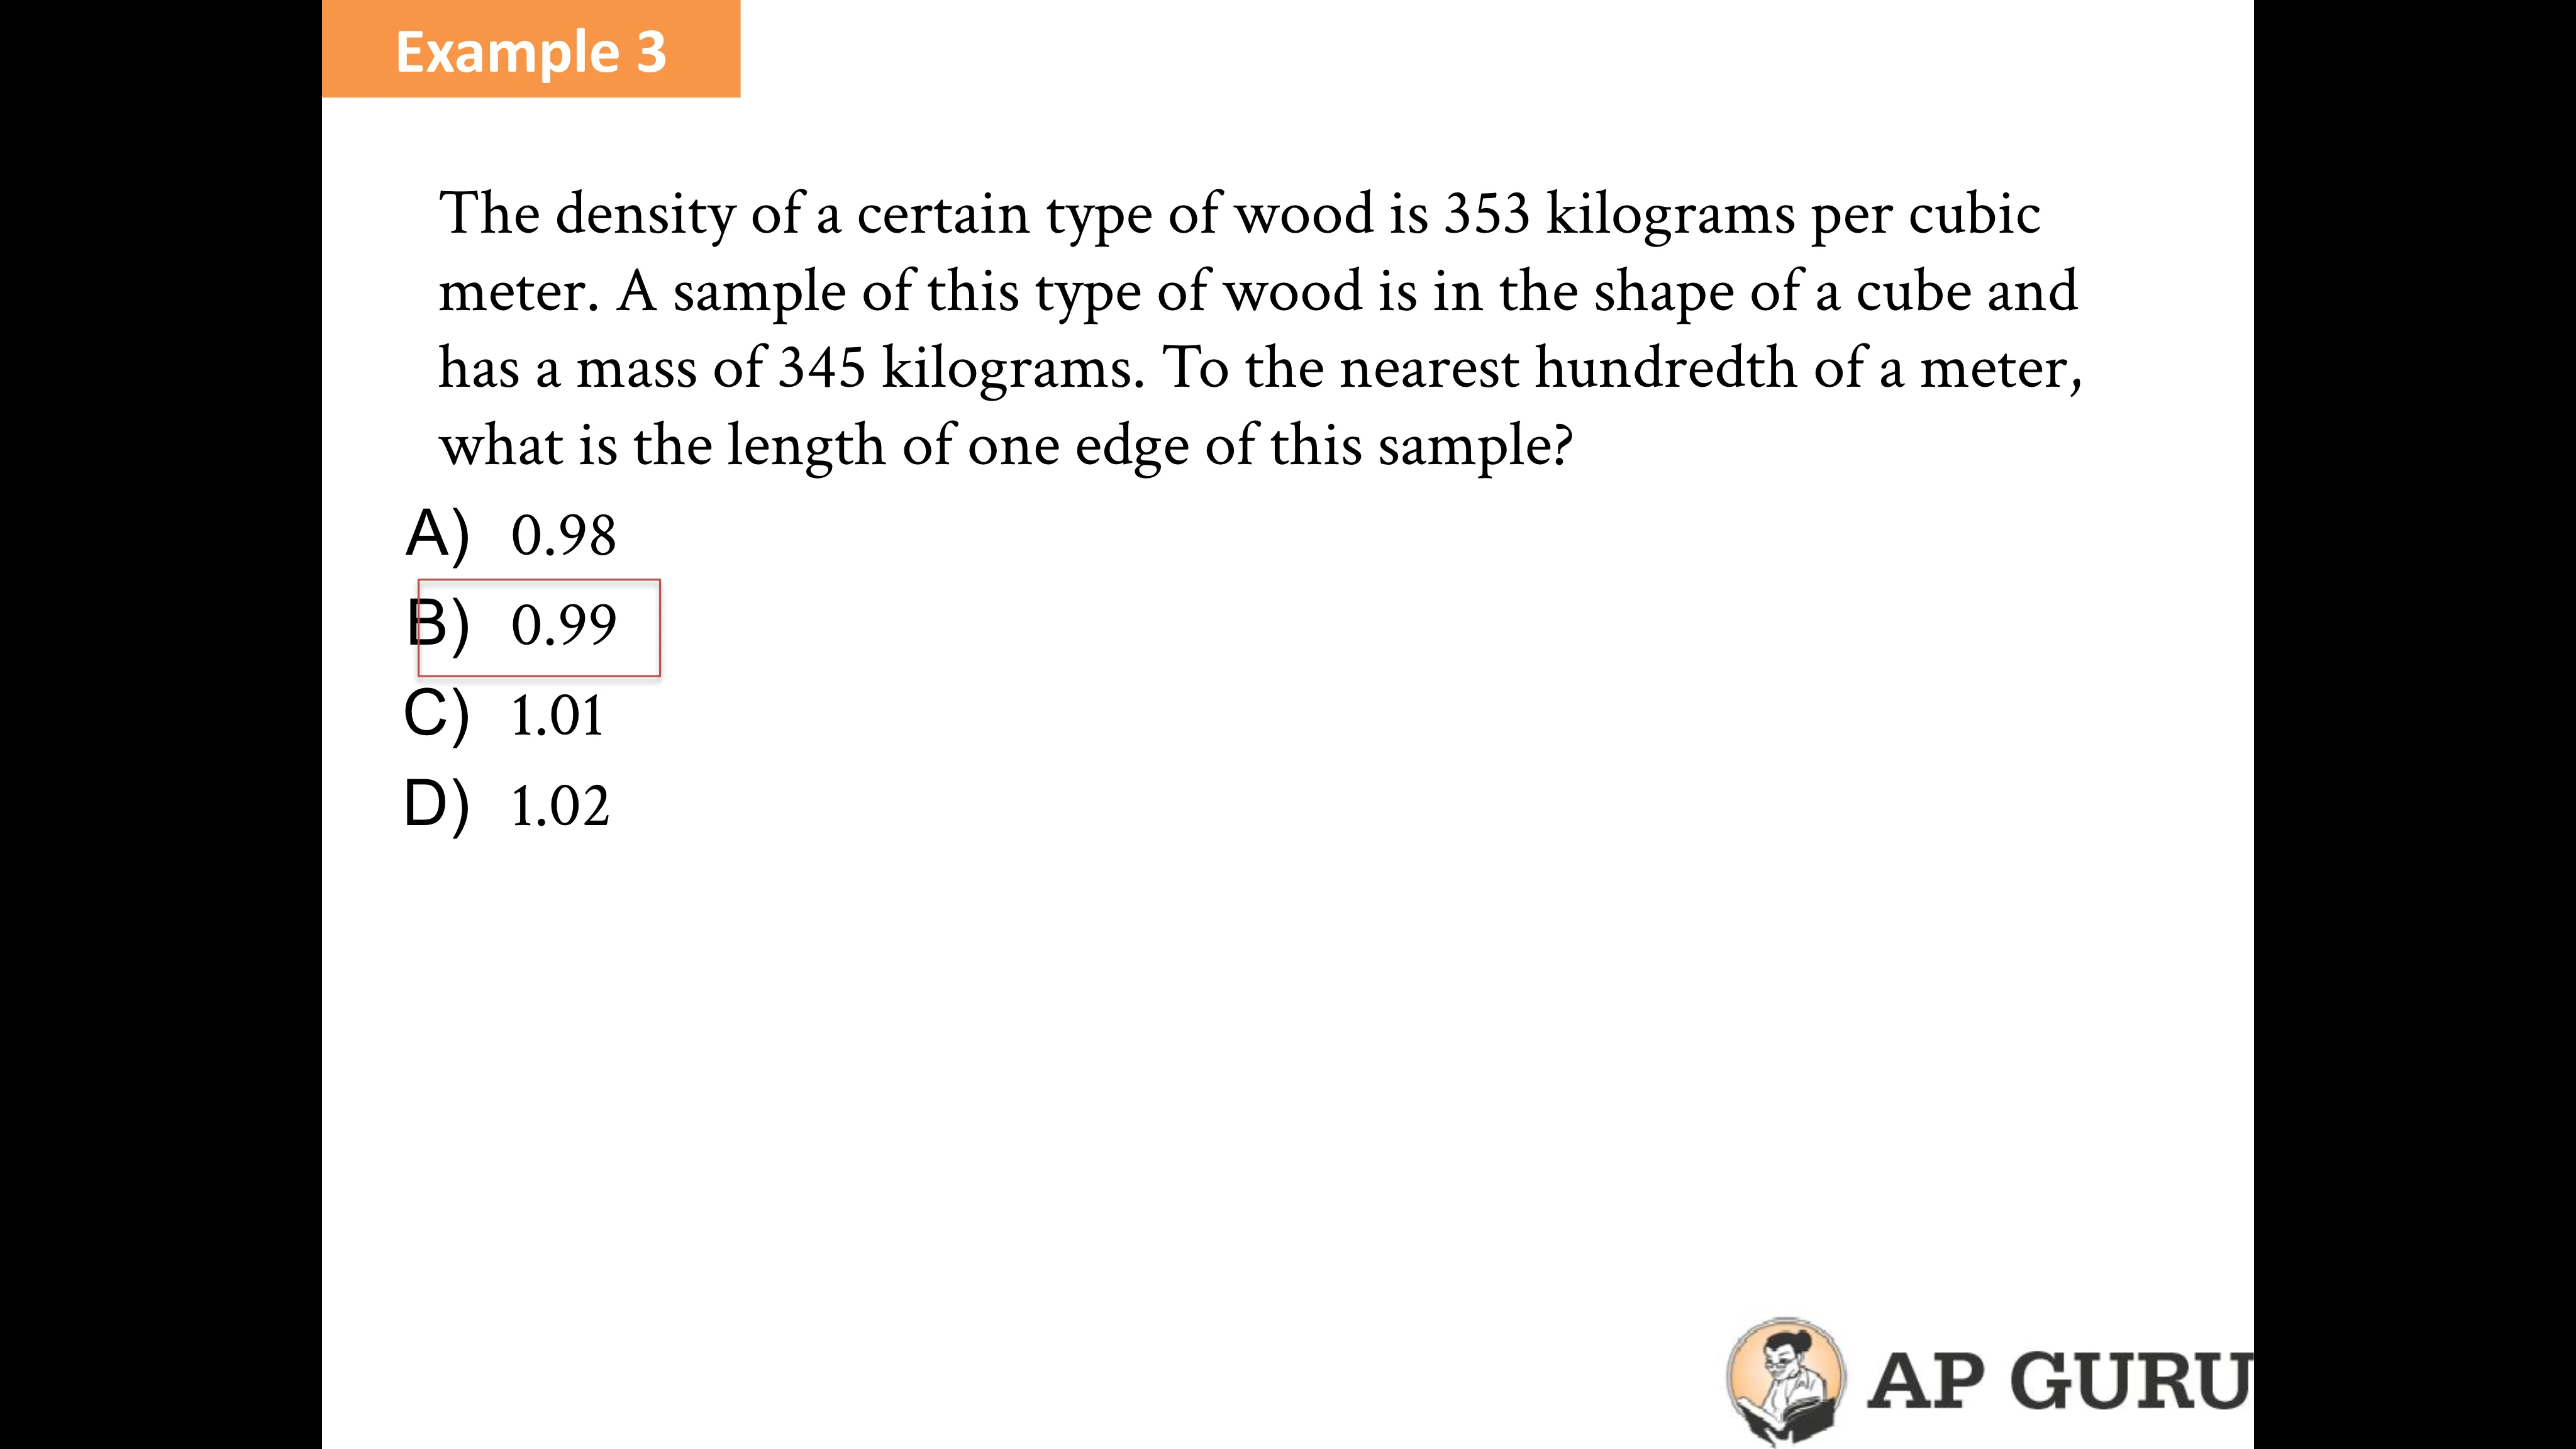 Example 3
The density of a certain type of wood is 353 kilograms per cubic
meter. A sample of this type of wood is in the shape of a cube and
has a mass of 345 kilograms. To the nearest hundredth of a meter,
what is the length of one edge of this sample?
A) 0.98
B) 0.99
C) 1.01
D) 1.02
AP GURU